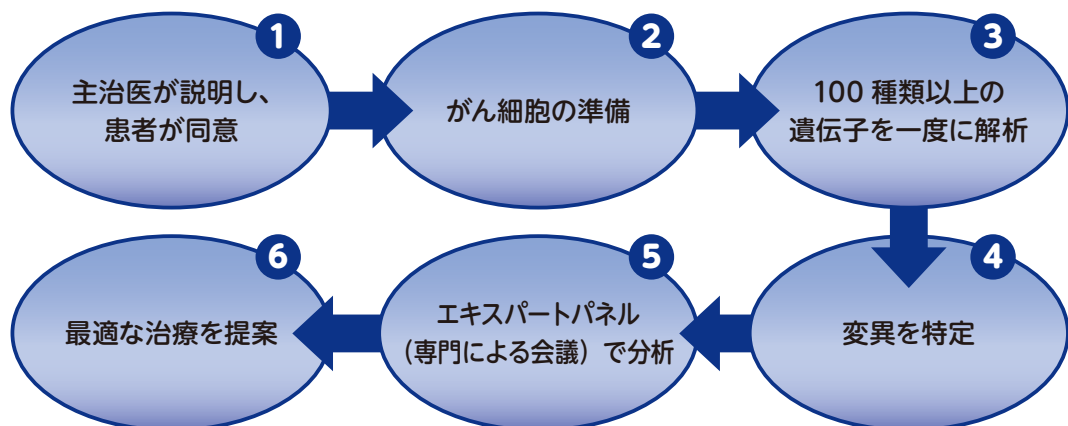 1
主治医が説明し、
患者が同意
2
がん細胞の準備
3
100 種類以上の
遺伝子を一度に解析
4
変異を特定
5
エキスパートパネル
（専門による会議）で分析
6
最適な治療を提案